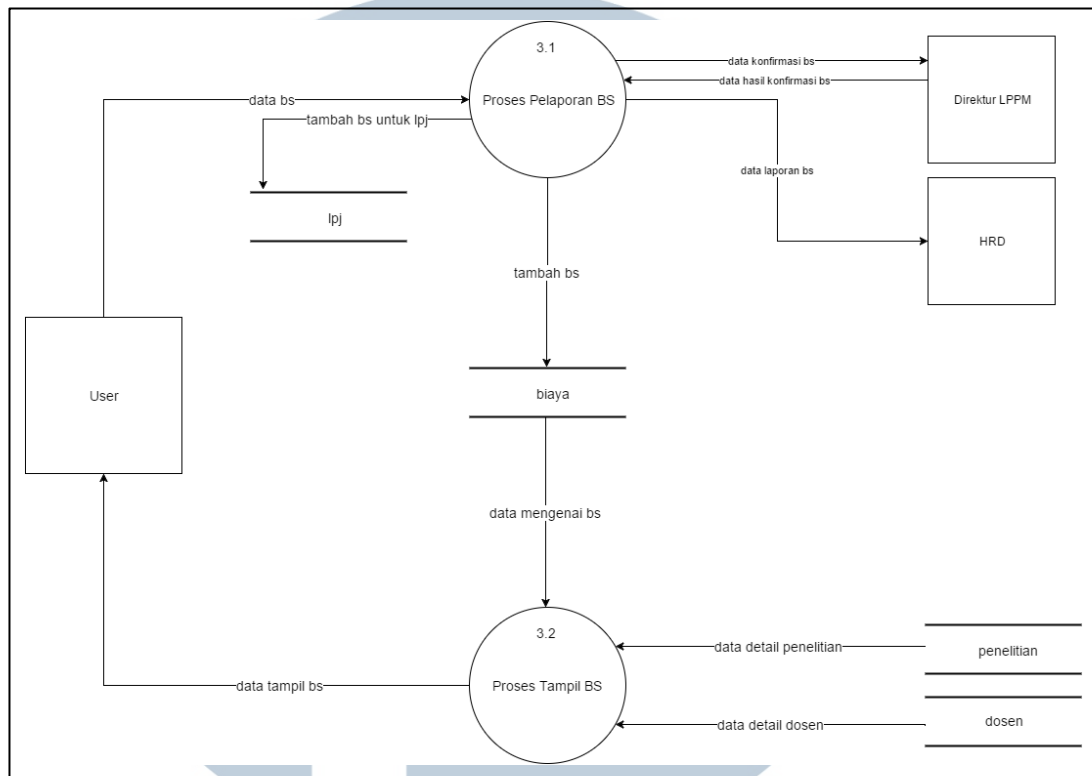 3.1
Proses Pelaporan BS
data konfirmasi bs
data hasil konfirmasi bs
Direktur LPPM
data bs
tambah bs untuk lpj
data laporan bs
lpj
HRD
tambah bs
User
biaya
data mengenai bs
3.2
Proses Tampil BS
data detail penelitian
penelitian
data tampil bs
data detail dosen
dosen